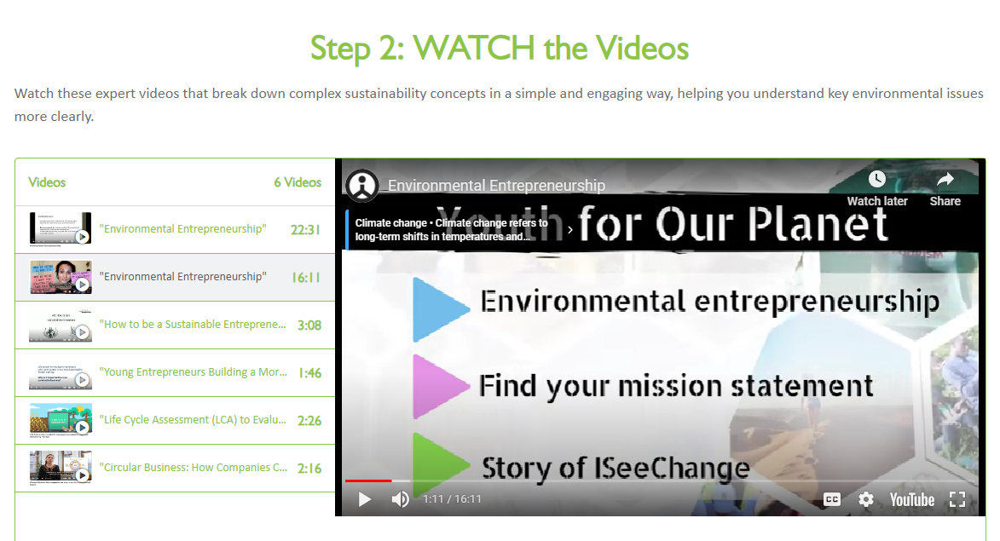 Step 2: WATCH the Videos
Watch these expert videos that break down complex sustainability concepts in a simple and engaging way, helping you understand key environmental issues
more clearly.
Videos
6 Videos
"Environmental Entrepreneurship"
22:31
"Environmental Entrepreneurship"
16:11
"How to be a Sustainable Entreprene...
3:08
"Young Entrepreneurs Building a Mor...
1:46
"Life Cycle Assessment (LCA) to Evalu...
2:26
"Circular Business: How Companies C...
2:16
Environmental Entrepreneurship
Watch later
Share
Youth for Our Planet
Climate change • Climate change refers to
long-term shifts in temperatures and...
Environmental entrepreneurship
Find your mission statement
Story of ISeeChange
1:11 / 16:11
CC
YouTube